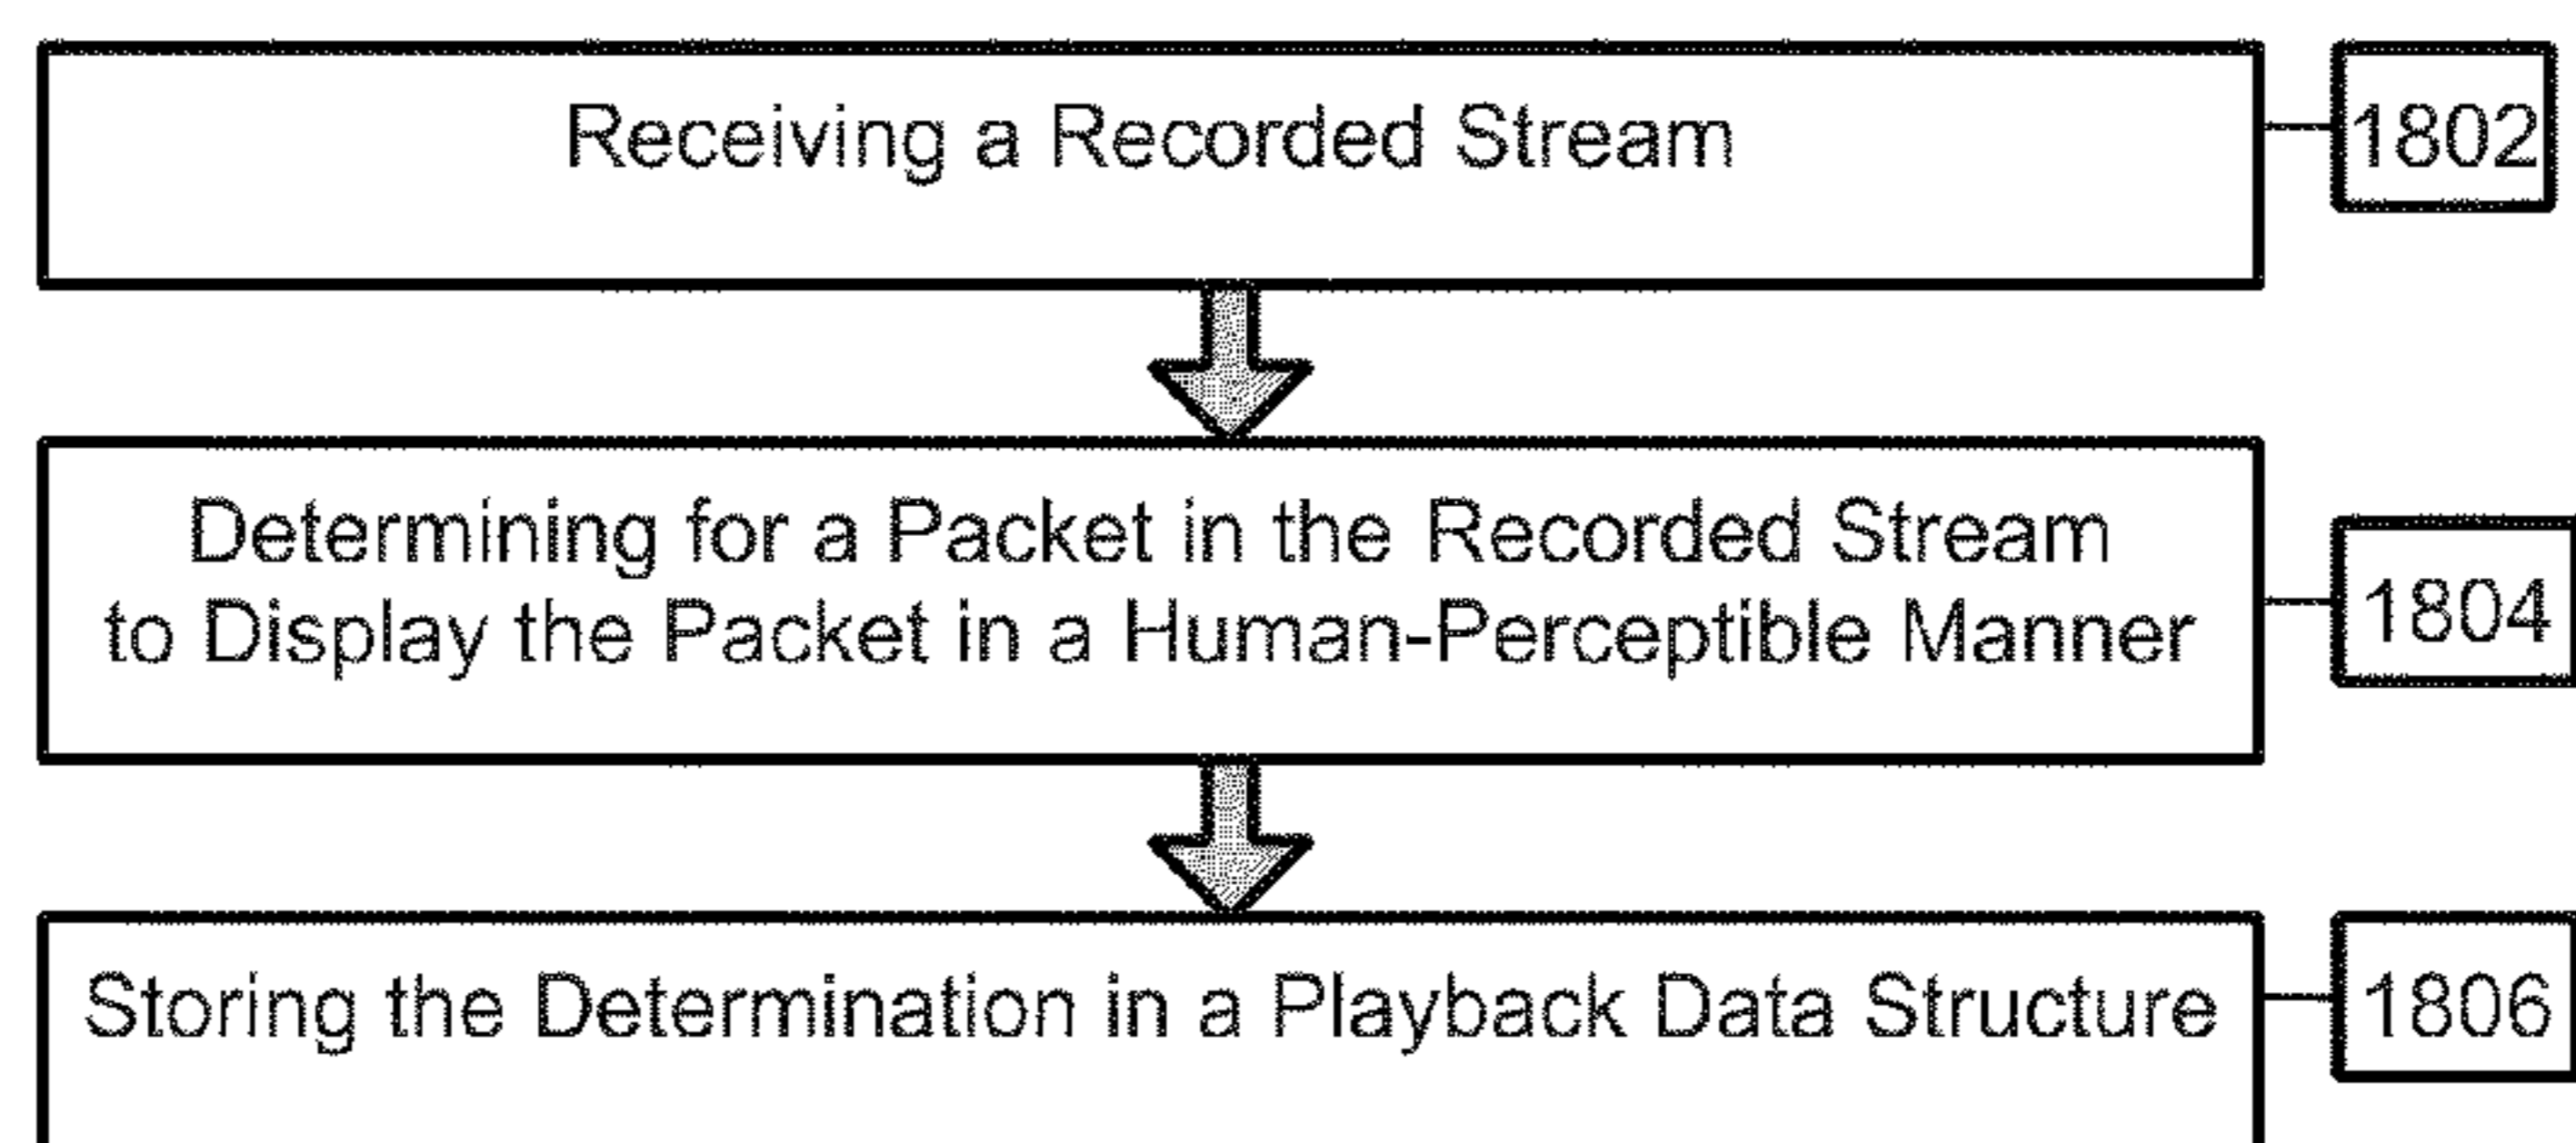 Receiving a Recorded Stream
1802
Determining for a Packet in the Recorded Stream
to Display the Packet in a Human-Perceptible Manner
1804
Storing the Determination in a Playback Data Structure
1806